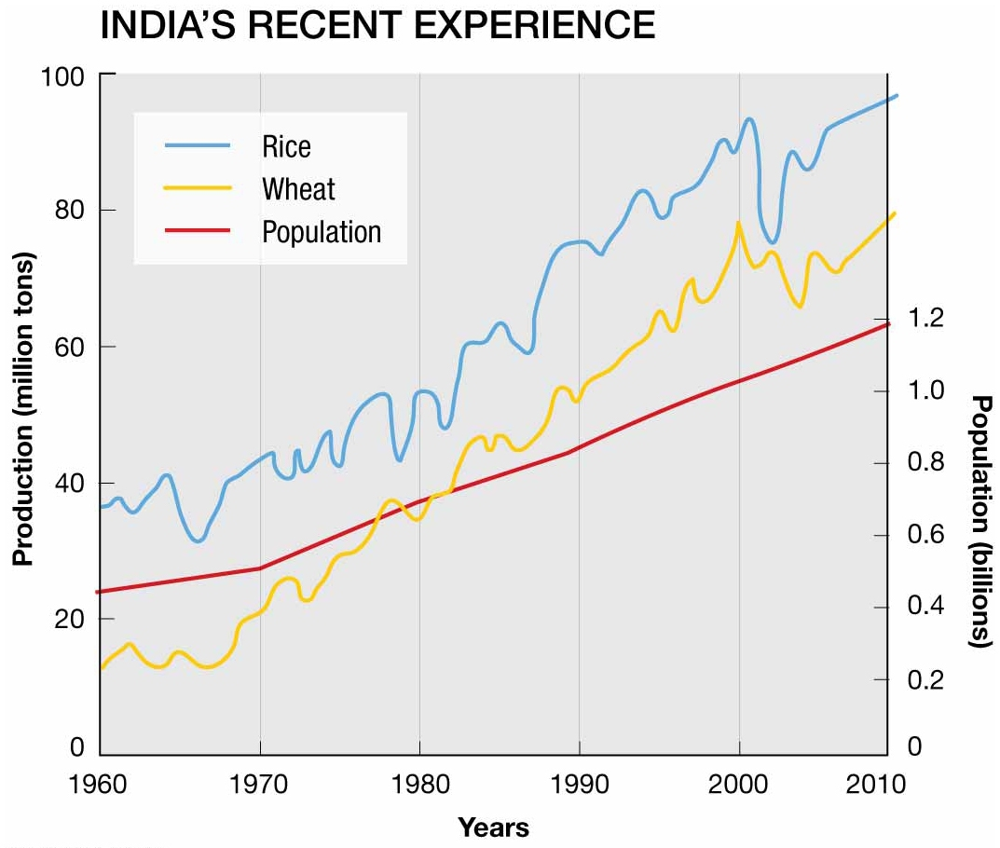 INDIA'S RECENT EXPERIENCE
100
80
60
40
20
0
Production (million tons)
Rice
Wheat
Population
1.2
1.0
0.8
0.6
0.4
0.2
0
Population (billions)
1960 1970 1980 1990 2000 2010
Years